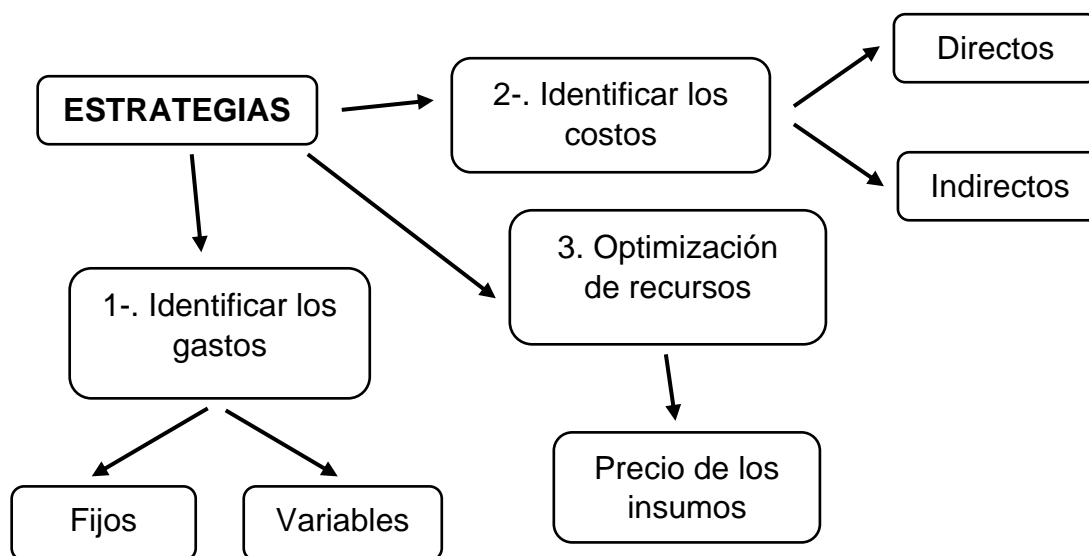 ESTRATEGIAS
2-. Identificar los
costos
Directos
Indirectos
3. Optimización
de recursos
Precio de los
insumos
1-. Identificar los
gastos
Fijos
Variables